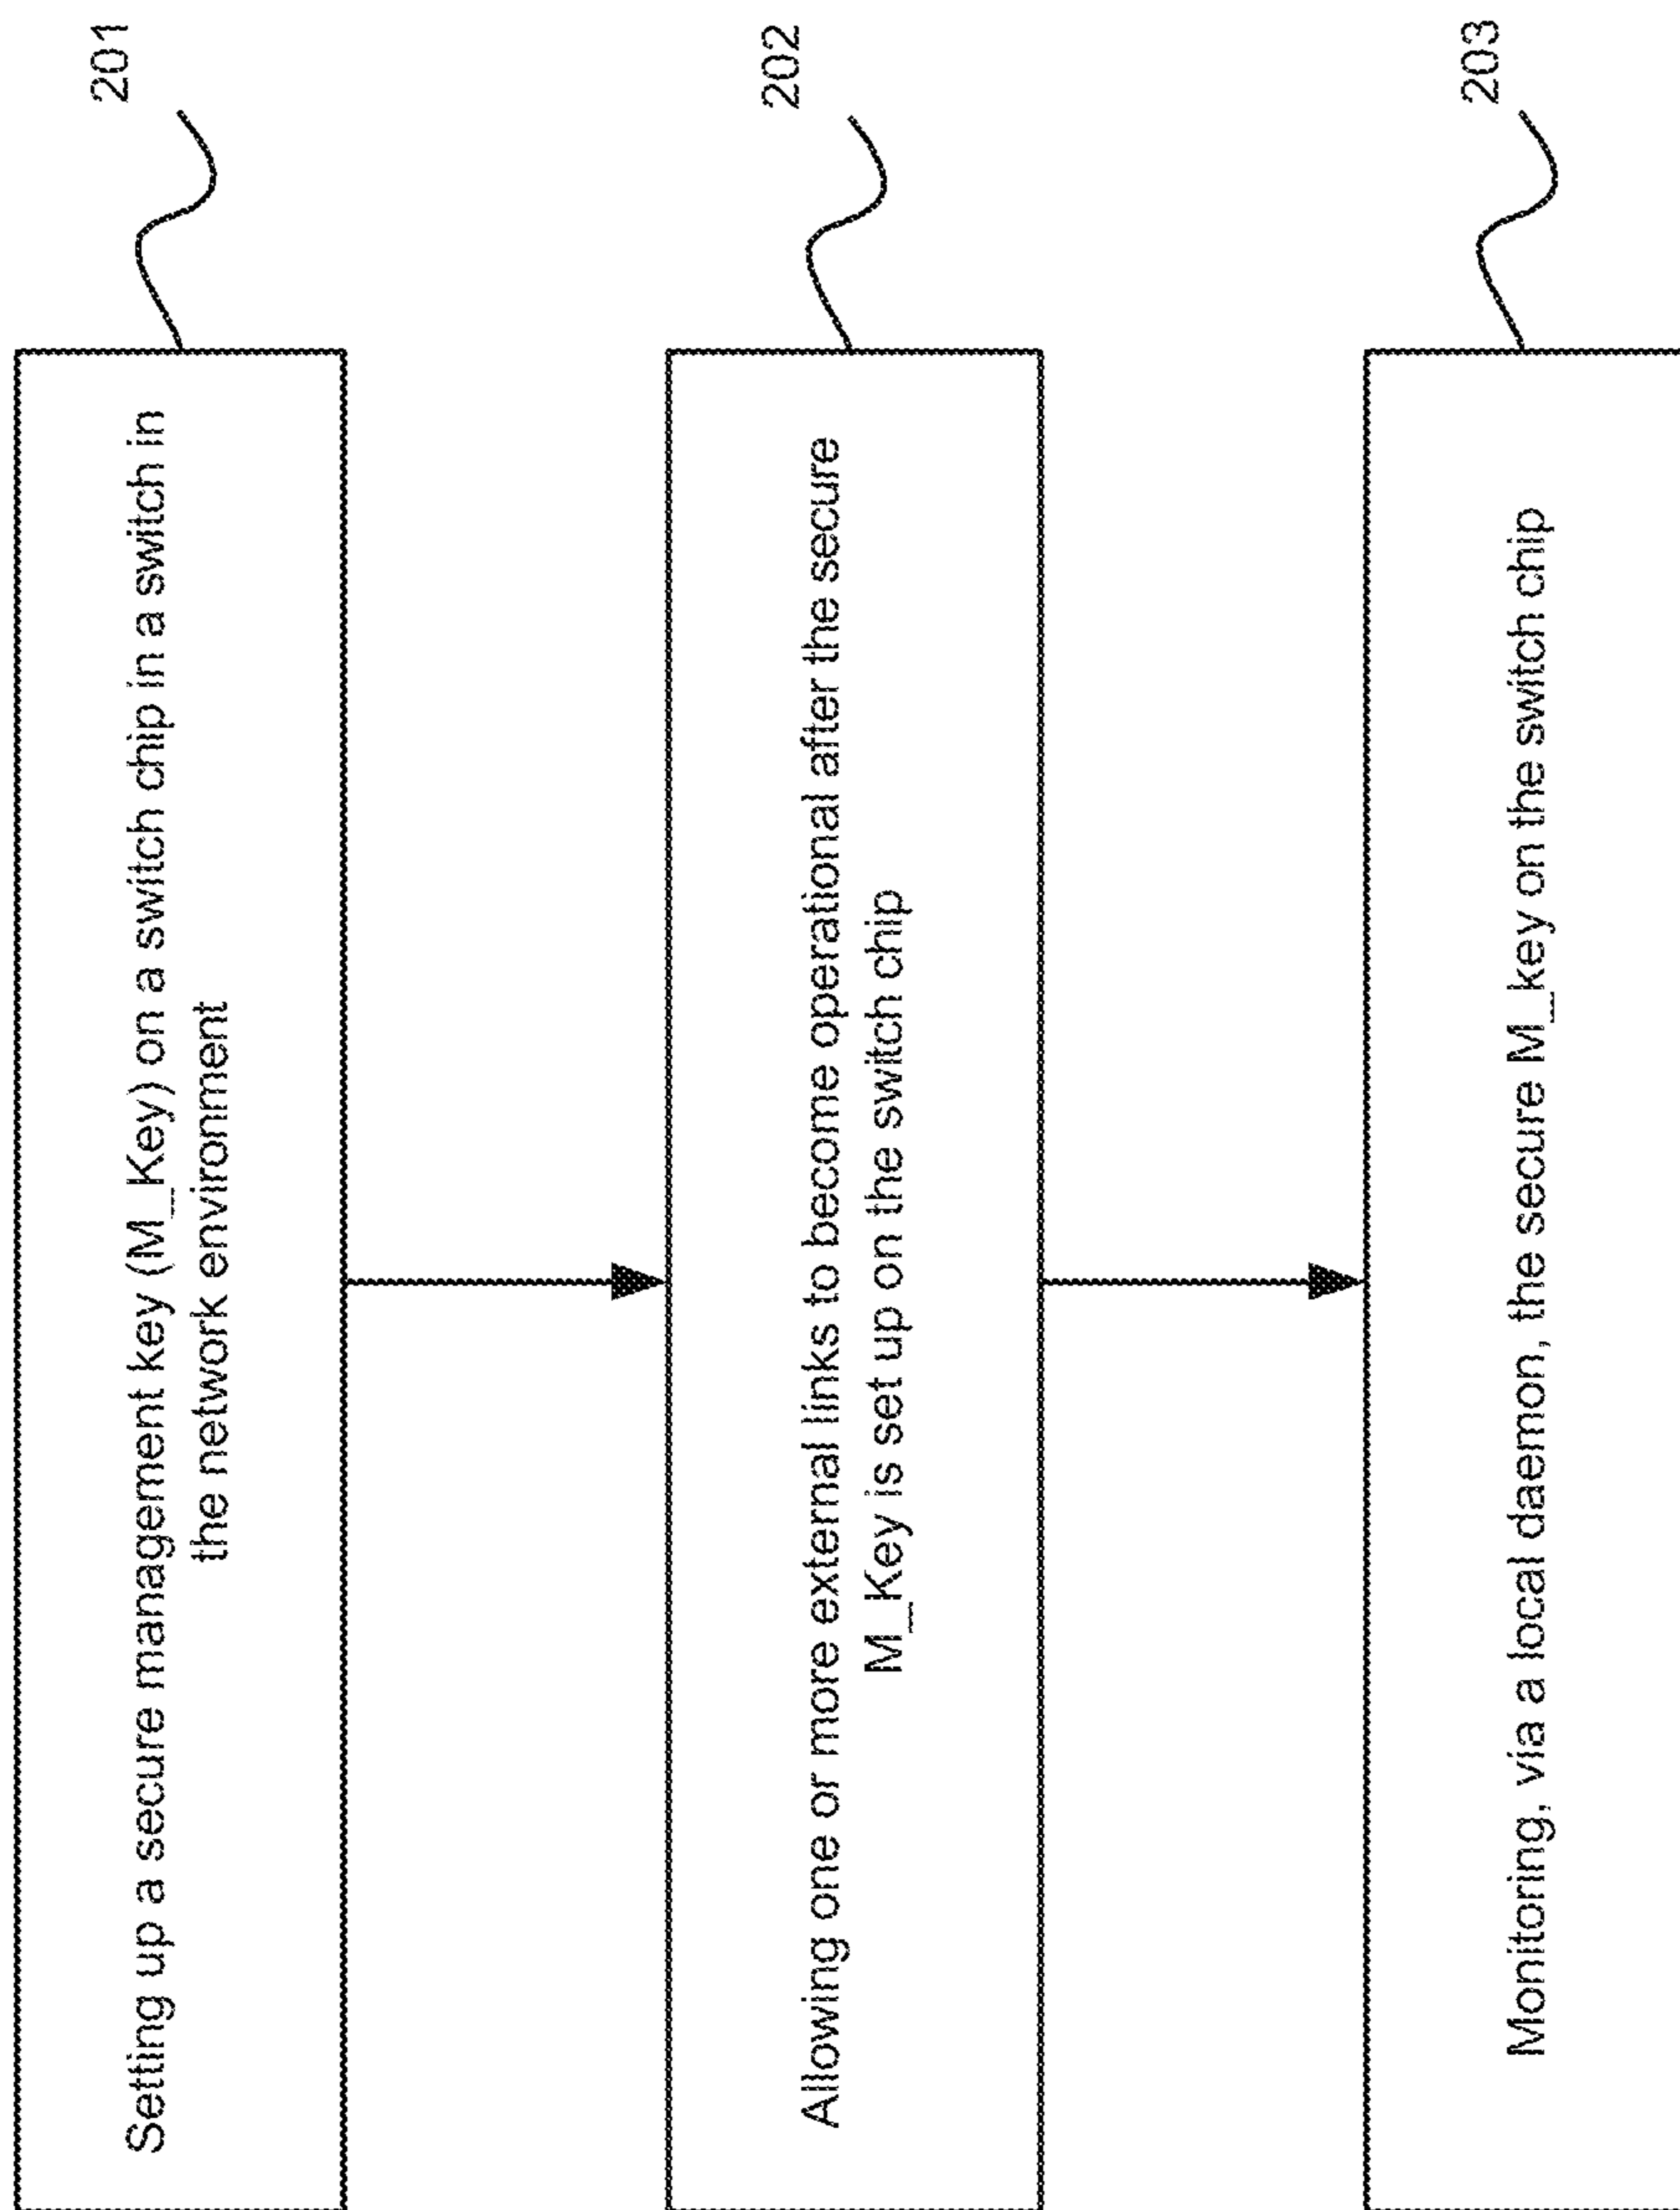 201
Setting up a secure management key (M_Key) on a switch chip in a switch in
the network environment
202
Allowing one or more external links to become operational after the secure
M_Key is set up on the switch chip
203
Monitoring, via a local daemon, the secure M_key on the switch chip